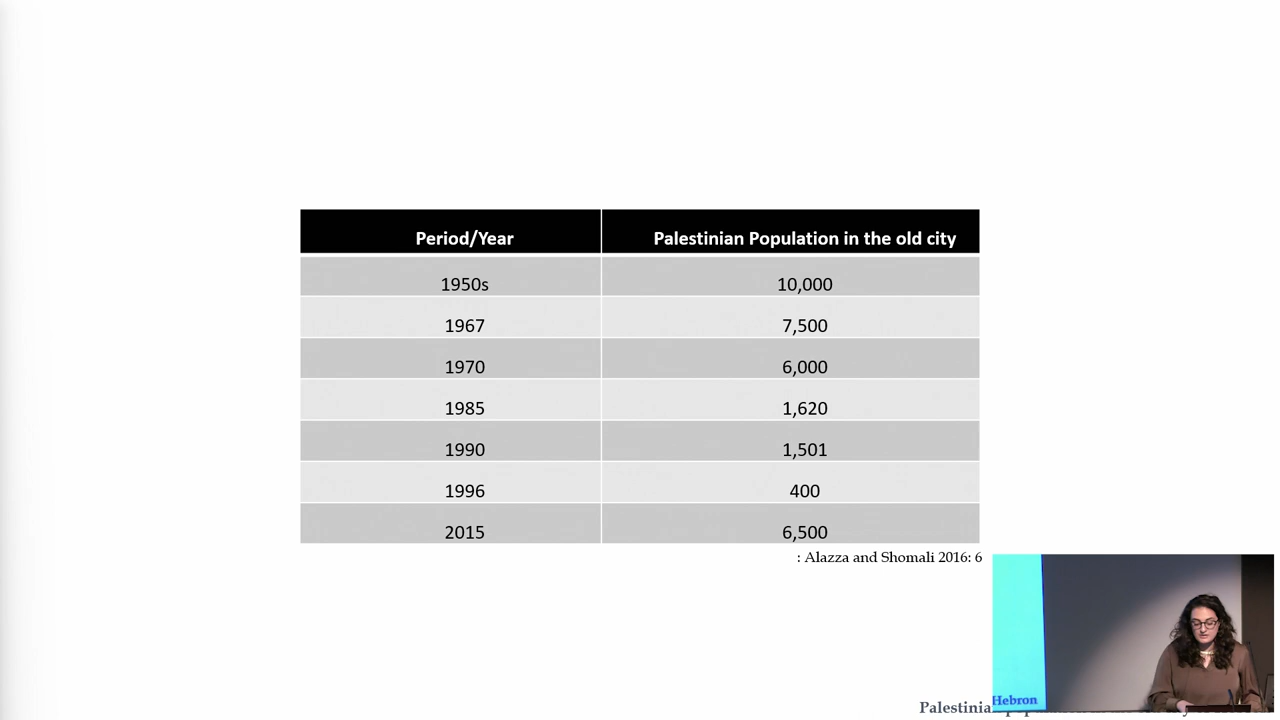 Period/Year Palestinian Population in the old city
1950s 10,000
1967 7,500
1970 6,000
1985 1,620
1990 1,501
1996 400
2015 6,500
: Alazza and Shomali 2016: 6
Hebron